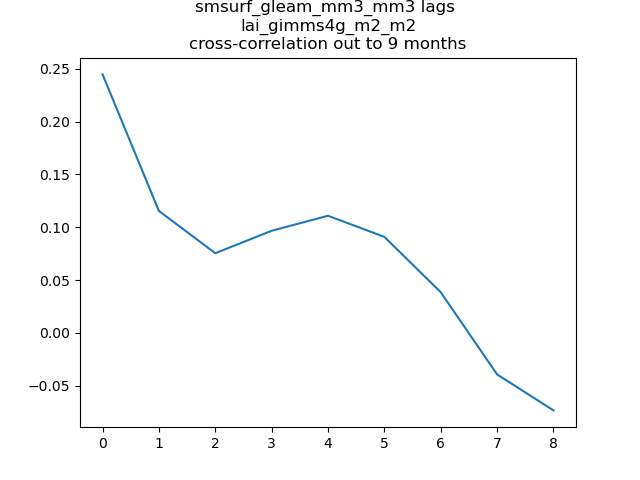 smsurf_gleam_mm3_mm3 lags
lai_gimms4g_m2_m2
cross-correlation out to 9 months
0.25
0.20
0.15
0.10
0.05
0.00
−0.05
0 1 2 3 4 5 6 7 8